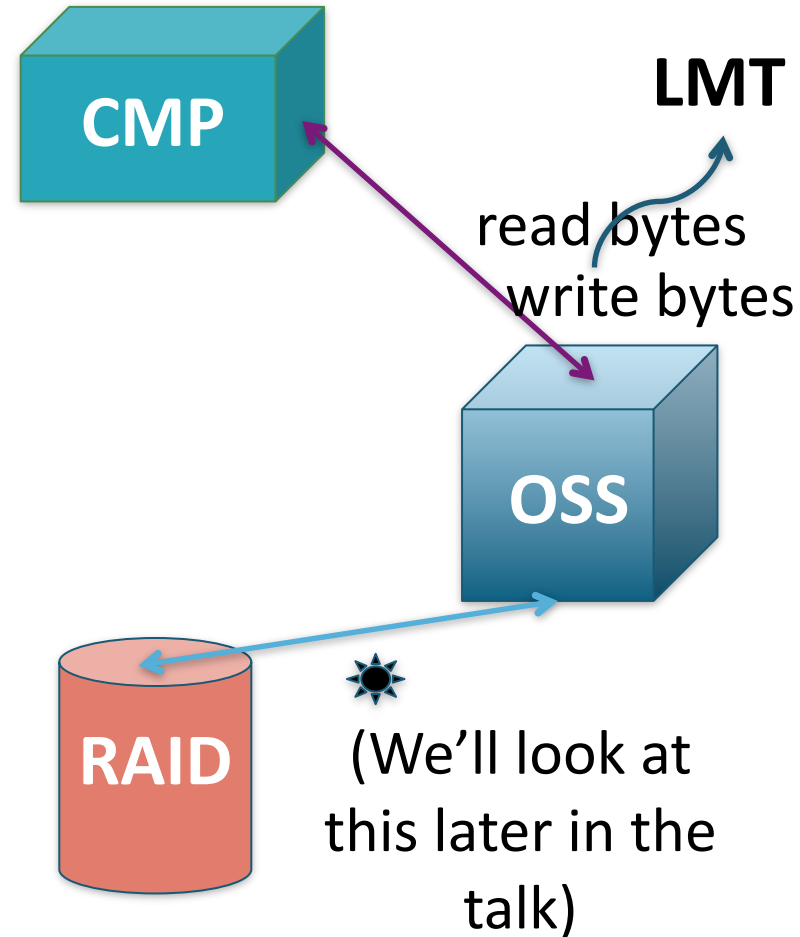 CMP
LMT
read bytes
write bytes
OSS
RAID
(We’ll look at
this later in the
talk)